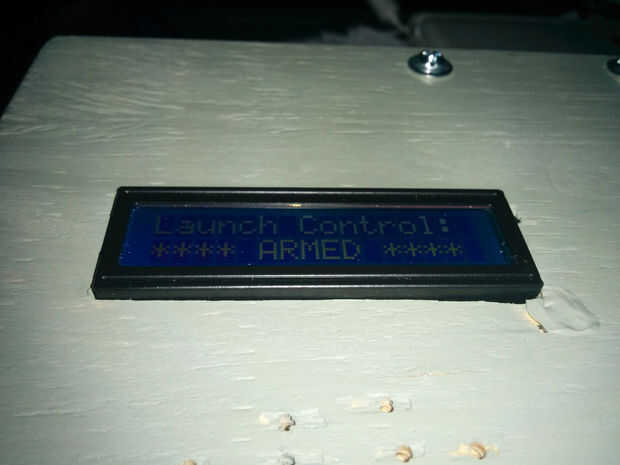 Launch Control:
**** ARMED ****